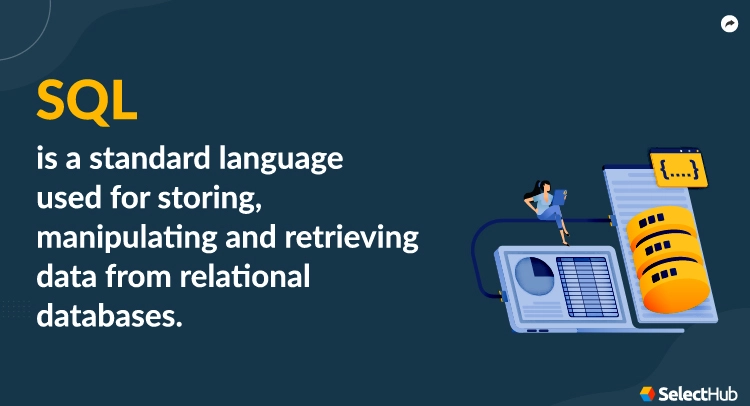 SQL
is a standard language
used for storing,
manipulating and retrieving
data from relational
databases.
{....}
SelectHub